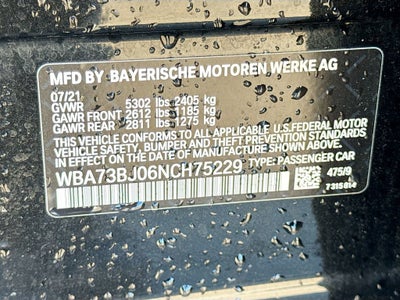 MFD BY BAYERISCHE MOTOREN WERKE AG
07/21
GVWR 5302 lbs 2405 kg
GAWR FRONT 2612 lbs 1185 kg
GAWR REAR 2811 lbs 1275 kg
THIS VEHICLE CONFORMS TO ALL APPLICABLE U.S. FEDERAL MOTOR
VEHICLE SAFETY, BUMPER AND THEFT PREVENTION STANDARDS
IN EFFECT ON THE DATE OF MANUFACTURE SHOWN ABOVE.
WBA73BJ06NCH75229 TYPE: PASSENGER CAR
475/9
7315814